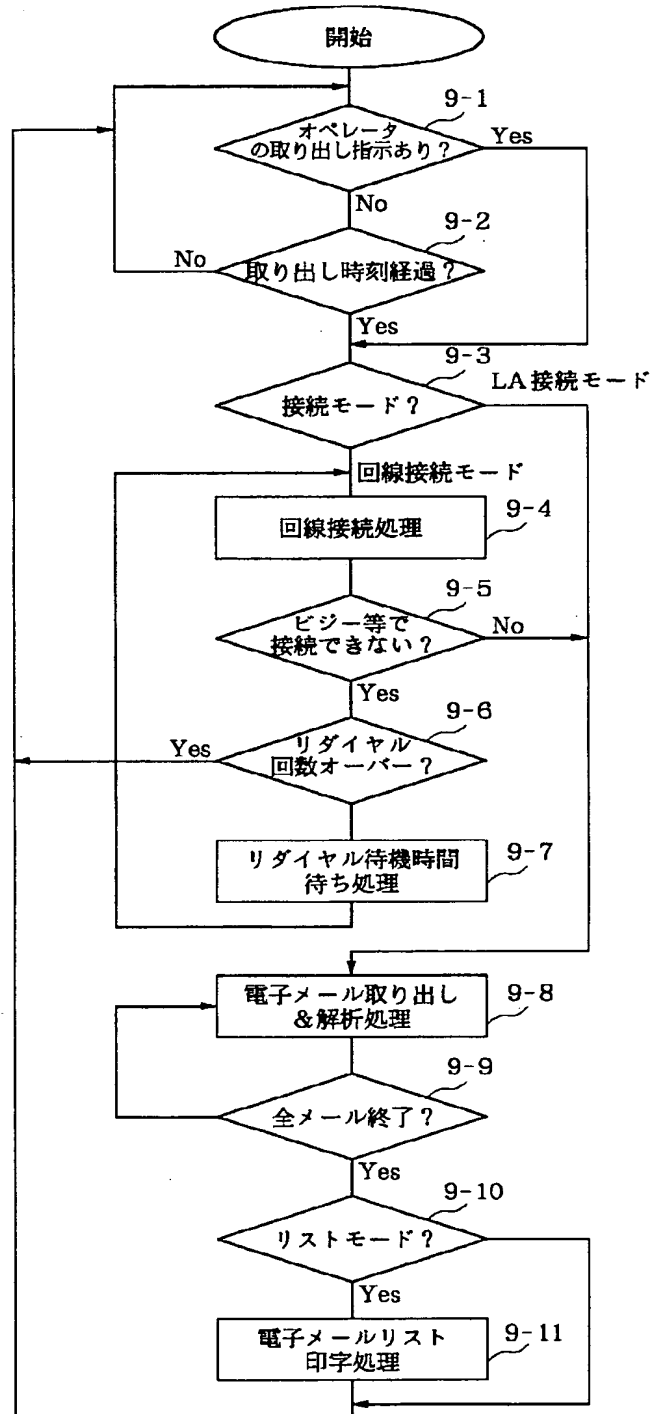 開始
9-1
オペレータ
の取り出し指示あり?
Yes
No
9-2
No
取り出し時刻経過?
Yes
9-3
LA接続モード
接続モード?
回線接続モード
9-4
回線接続処理
9-5
ビジー等で
接続できない?
No
Yes
9-6
Yes
リダイヤル
回数オーバー?
リダイヤル待機時間
待ち処理
9-7
電子メール取り出し
&解析処理
9-8
9-9
全メール終了?
Yes
9-10
リストモード?
Yes
電子メールリスト
印字処理
9-11